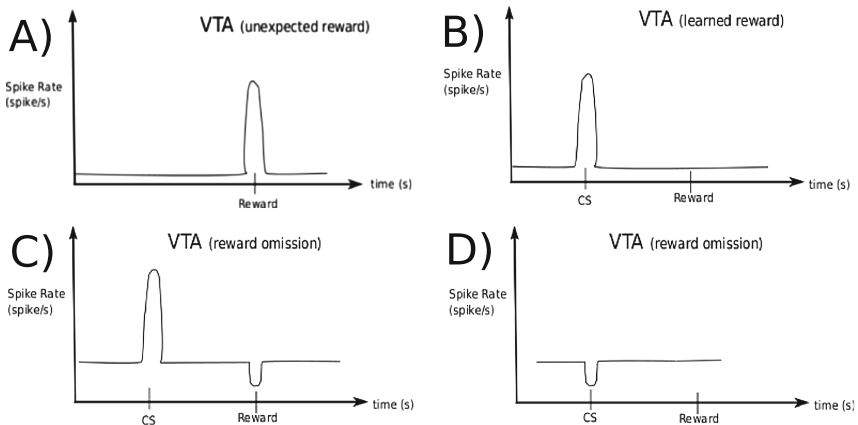 A)
VTA (unexpected reward)
Spike Rate
(spike/s)
time (s)
Reward
B)
VTA (learned reward)
Spike Rate
(spike/s)
time (s)
CS
Reward
C)
VTA (reward omission)
Spike Rate
(spike/s)
time (s)
CS
Reward
D)
VTA (reward omission)
Spike Rate
(spike/s)
time (s)
CS
Reward